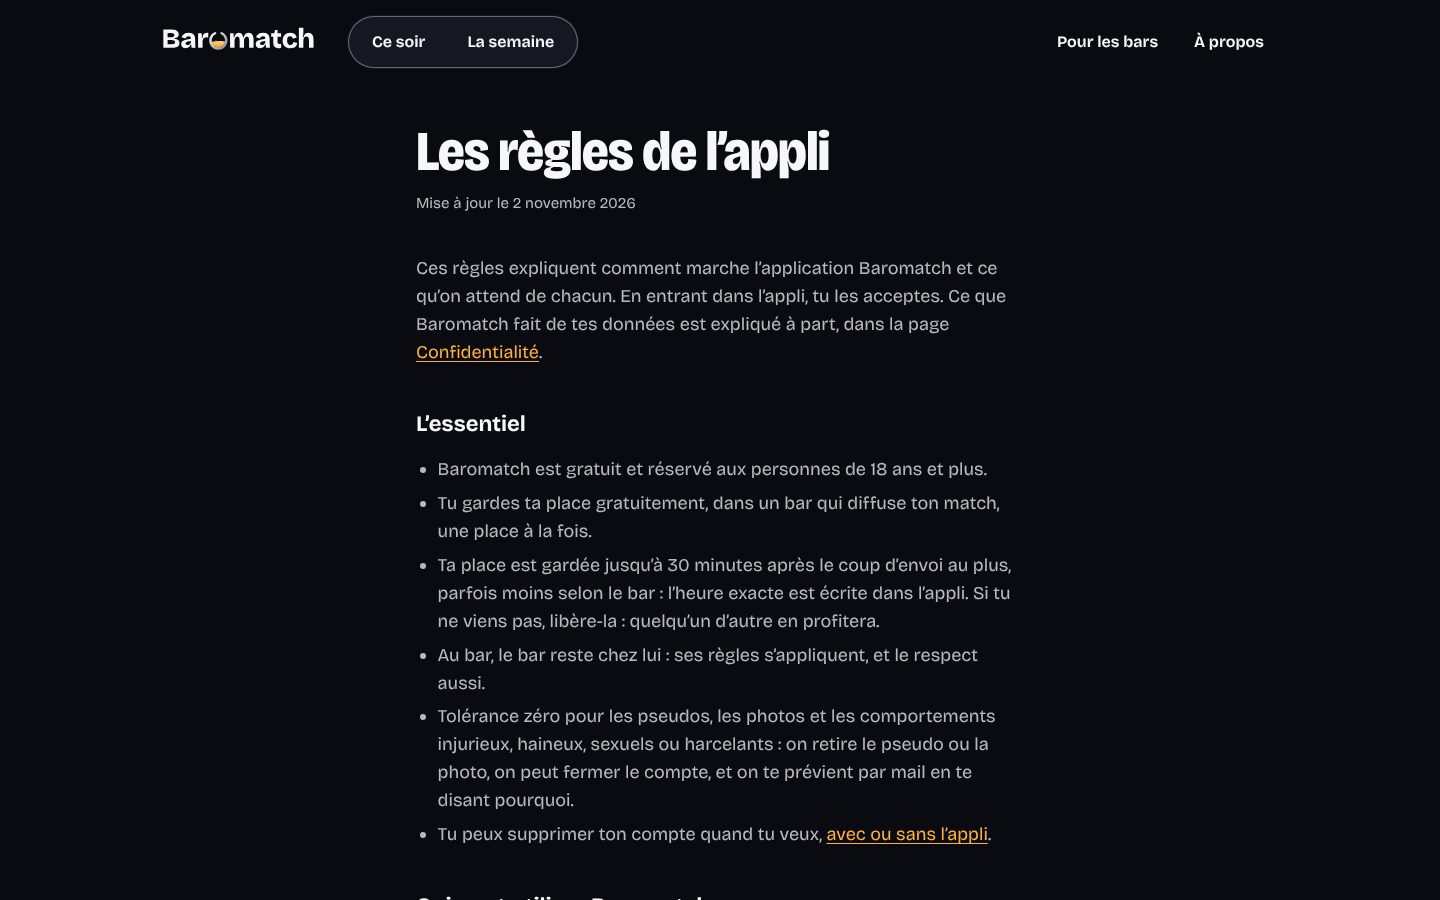 Baromatch
Ce soir
La semaine
Pour les bars
À propos
Les règles de l’appli
Mise à jour le 2 novembre 2026
Ces règles expliquent comment marche l’application Baromatch et ce
qu’on attend de chacun. En entrant dans l’appli, tu les acceptes. Ce que
Baromatch fait de tes données est expliqué à part, dans la page
Confidentialité.
L’essentiel
• Baromatch est gratuit et réservé aux personnes de 18 ans et plus.
• Tu gardes ta place gratuitement, dans un bar qui diffuse ton match,
une place à la fois.
• Ta place est gardée jusqu’à 30 minutes après le coup d’envoi au plus,
parfois moins selon le bar : l’heure exacte est écrite dans l’appli. Si tu
ne viens pas, libère-la : quelqu’un d’autre en profitera.
• Au bar, le bar reste chez lui : ses règles s’appliquent, et le respect
aussi.
• Tolérance zéro pour les pseudos, les photos et les comportements
injurieux, haineux, sexuels ou harcelants : on retire le pseudo ou la
photo, on peut fermer le compte, et on te prévient par mail en te
disant pourquoi.
• Tu peux supprimer ton compte quand tu veux, avec ou sans l’appli.